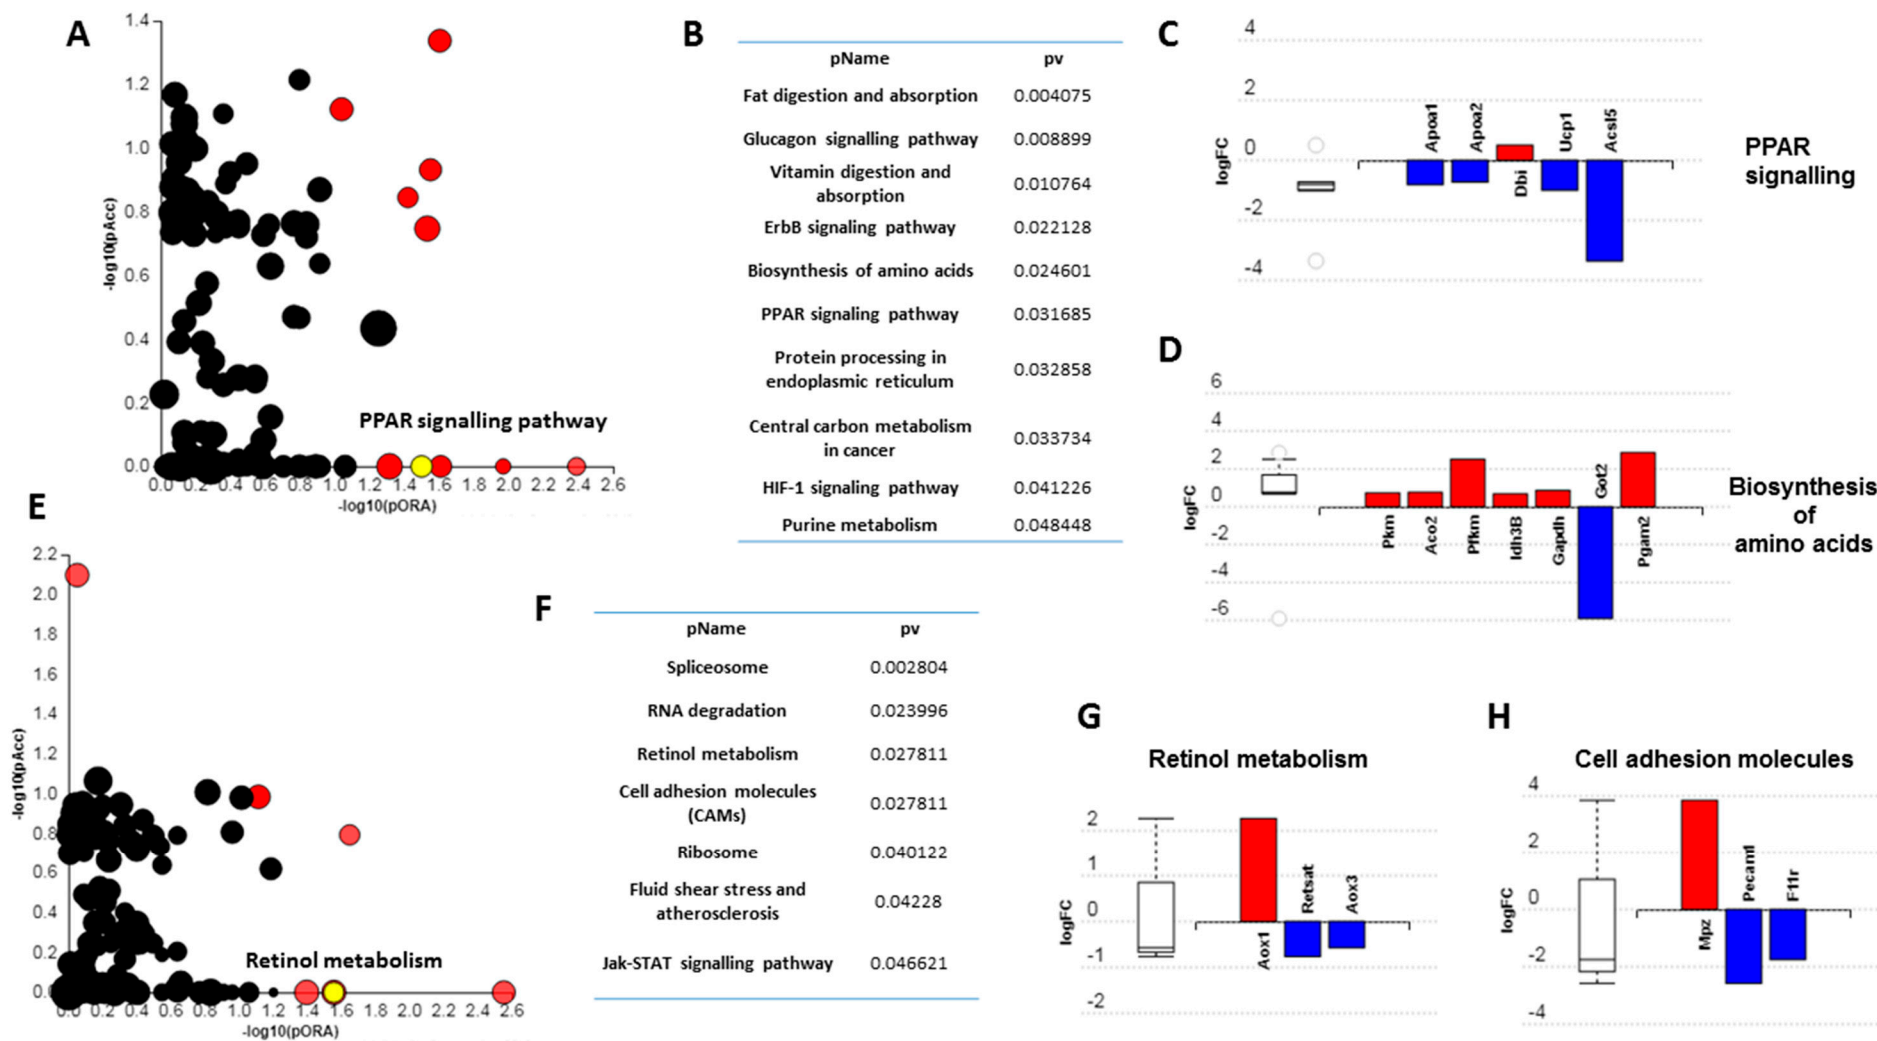 A
1.4
1.2
1.0
0.8
0.6
0.4
0.2
0.0
-log10(pAcc)
PPAR signalling pathway
0.0 0.2 0.4 0.6 0.8 1.0 1.2 1.4 1.6 1.8 2.0 2.2 2.4 2.6
-log10(pORA)
B
pName pv
Fat digestion and absorption 0.004075
Glucagon signalling pathway 0.008899
Vitamin digestion and
absorption 0.010764
ErbB signaling pathway 0.022128
Biosynthesis of amino acids 0.024601
PPAR signaling pathway 0.031685
Protein processing in
endoplasmic reticulum 0.032858
Central carbon metabolism
in cancer 0.033734
HIF-1 signaling pathway 0.041226
Purine metabolism 0.048448
C
4
2
0
-2
-4
logFC
Apoa1
Apoa2
Dbi
Ucp1
Acsl5
PPAR
signalling
D
6
4
2
0
-2
-4
-6
logFC
Pkm
Aco2
Pfkm
Idh3B
Gapdh
Got2
Pgam2
Biosynthesis
of
amino acids
E
2.2
2.0
1.8
1.6
1.4
1.2
1.0
0.8
0.6
0.4
0.2
0.0
-log10(pAcc)
Retinol metabolism
0.0 0.2 0.4 0.6 0.8 1.0 1.2 1.4 1.6 1.8 2.0 2.2 2.4 2.6
-log10(pORA)
F
pName pv
Spliceosome 0.002804
RNA degradation 0.023996
Retinol metabolism 0.027811
Cell adhesion molecules
(CAMs) 0.027811
Ribosome 0.040122
Fluid shear stress and
atherosclerosis 0.04228
Jak-STAT signalling pathway 0.046621
G
Retinol metabolism
2
1
0
-1
-2
logFC
Aox1
Retsat
Aox3
H
Cell adhesion molecules
4
2
0
-2
-4
logFC
Mpz
Pecam1
F11r